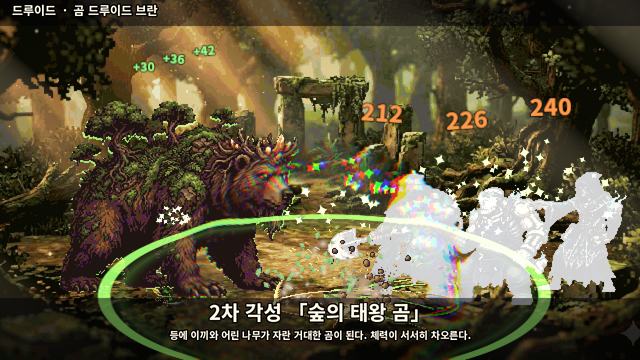 드루이드 · 곰 드루이드 브란
+30 +36 +42
212 226 240
2차 각성 「숲의 태왕 곰」
등에 이끼와 어린 나무가 자란 거대한 곰이 된다. 체력이 서서히 차오른다.